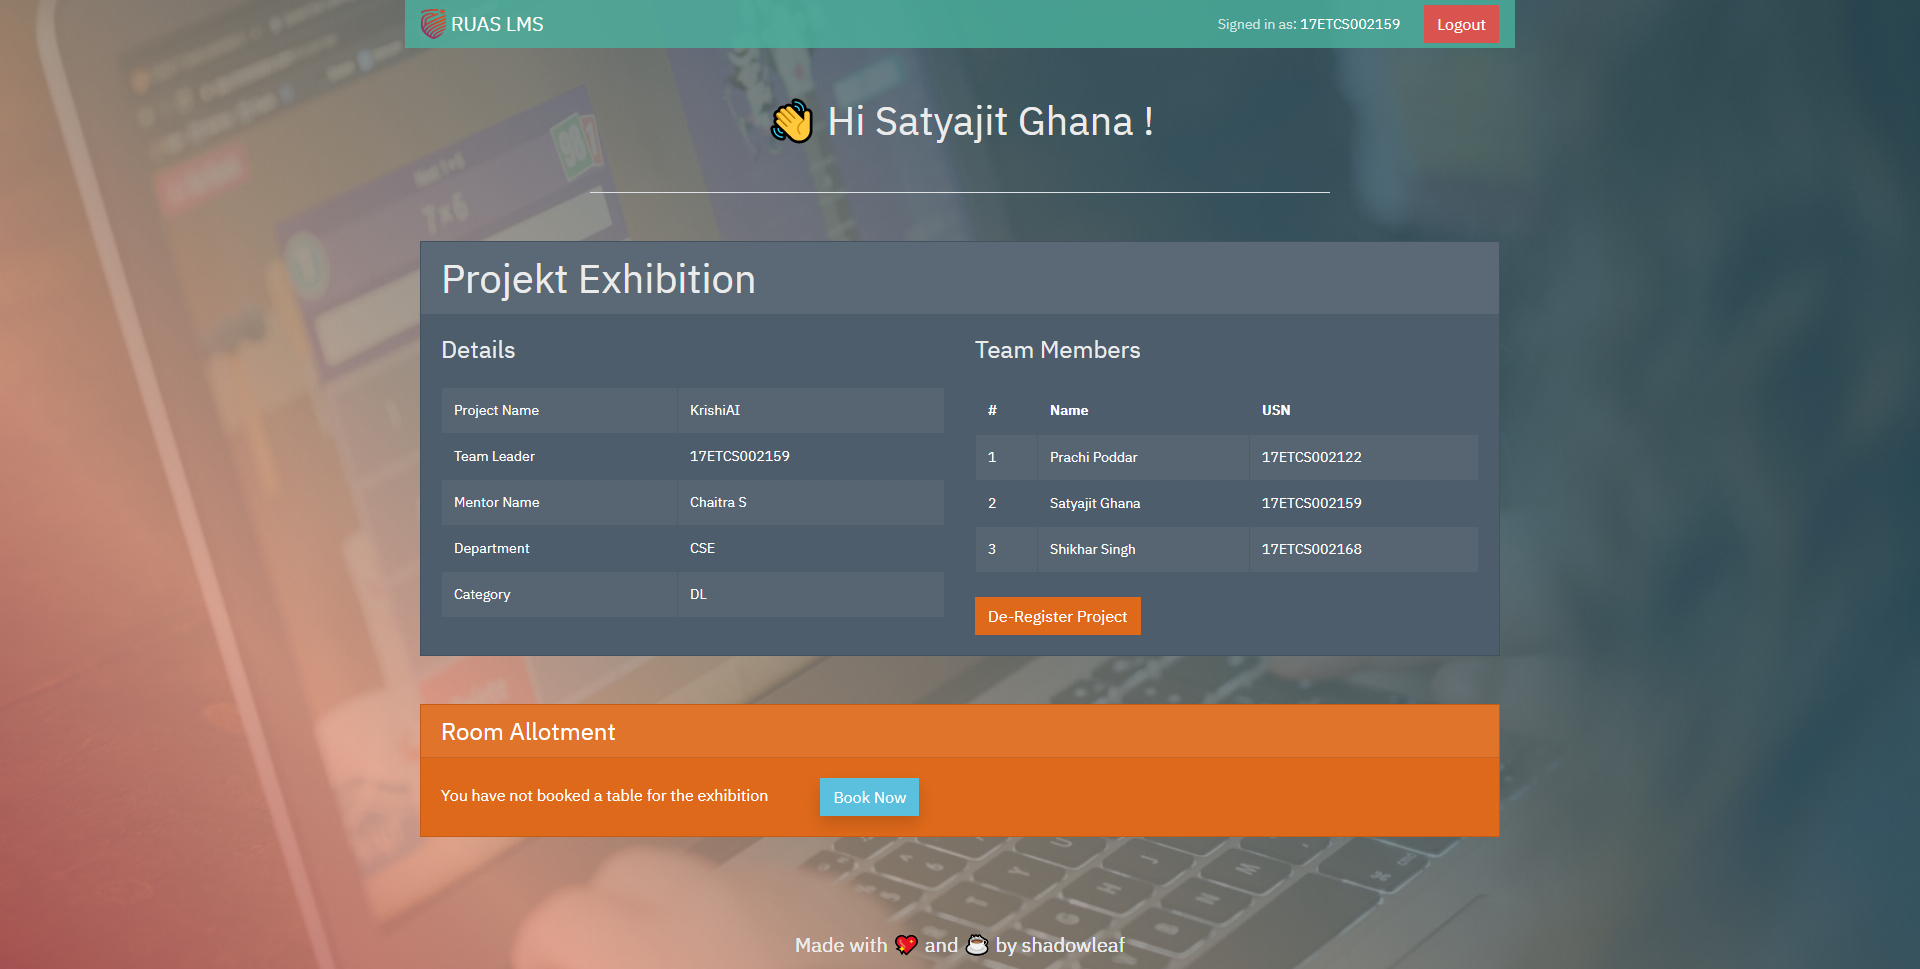 RUAS LMS
Signed in as: 17ETCS002159
Logout
👋 Hi Satyajit Ghana !
Projekt Exhibition
Details
Project Name KrishiAI
Team Leader 17ETCS002159
Mentor Name Chaitra S
Department CSE
Category DL
Team Members
# Name USN
1 Prachi Poddar 17ETCS002122
2 Satyajit Ghana 17ETCS002159
3 Shikhar Singh 17ETCS002168
De-Register Project
Room Allotment
You have not booked a table for the exhibition
Book Now
Made with 💖 and ☕ by shadowleaf
7×6